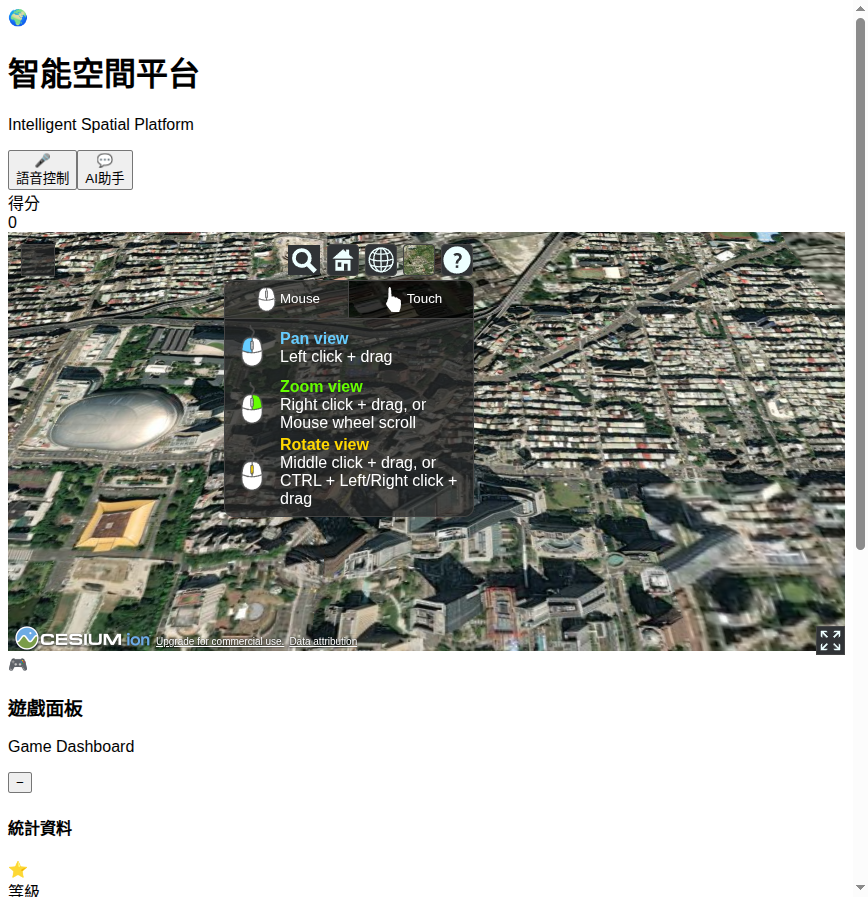 智能空間平台
Intelligent Spatial Platform
語音控制
AI助手
得分
0
?
Mouse
Touch
Pan view
Left click + drag
Zoom view
Right click + drag, or
Mouse wheel scroll
Rotate view
Middle click + drag, or
CTRL + Left/Right click +
drag
CESIUM ion
Upgrade for commercial use. Data attribution
遊戲面板
Game Dashboard
−
統計資料
等級